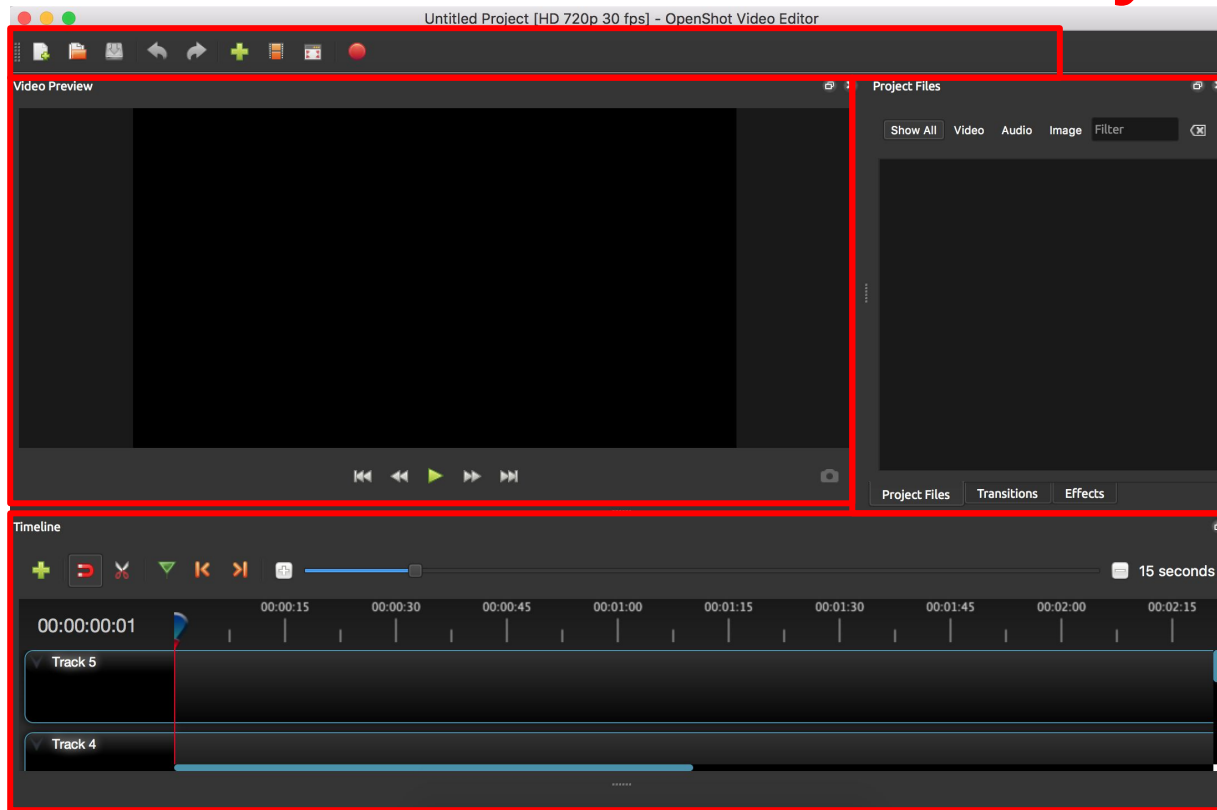 Untitled Project [HD 720p 30 fps] - OpenShot Video Editor
Video Preview
Project Files
Show All Video Audio Image Filter
Project Files Transitions Effects
Timeline
15 seconds
00:00:15 00:00:30 00:00:45 00:01:00 00:01:15 00:01:30 00:01:45 00:02:00 00:02:15
00:00:00:01
Track 5
Track 4